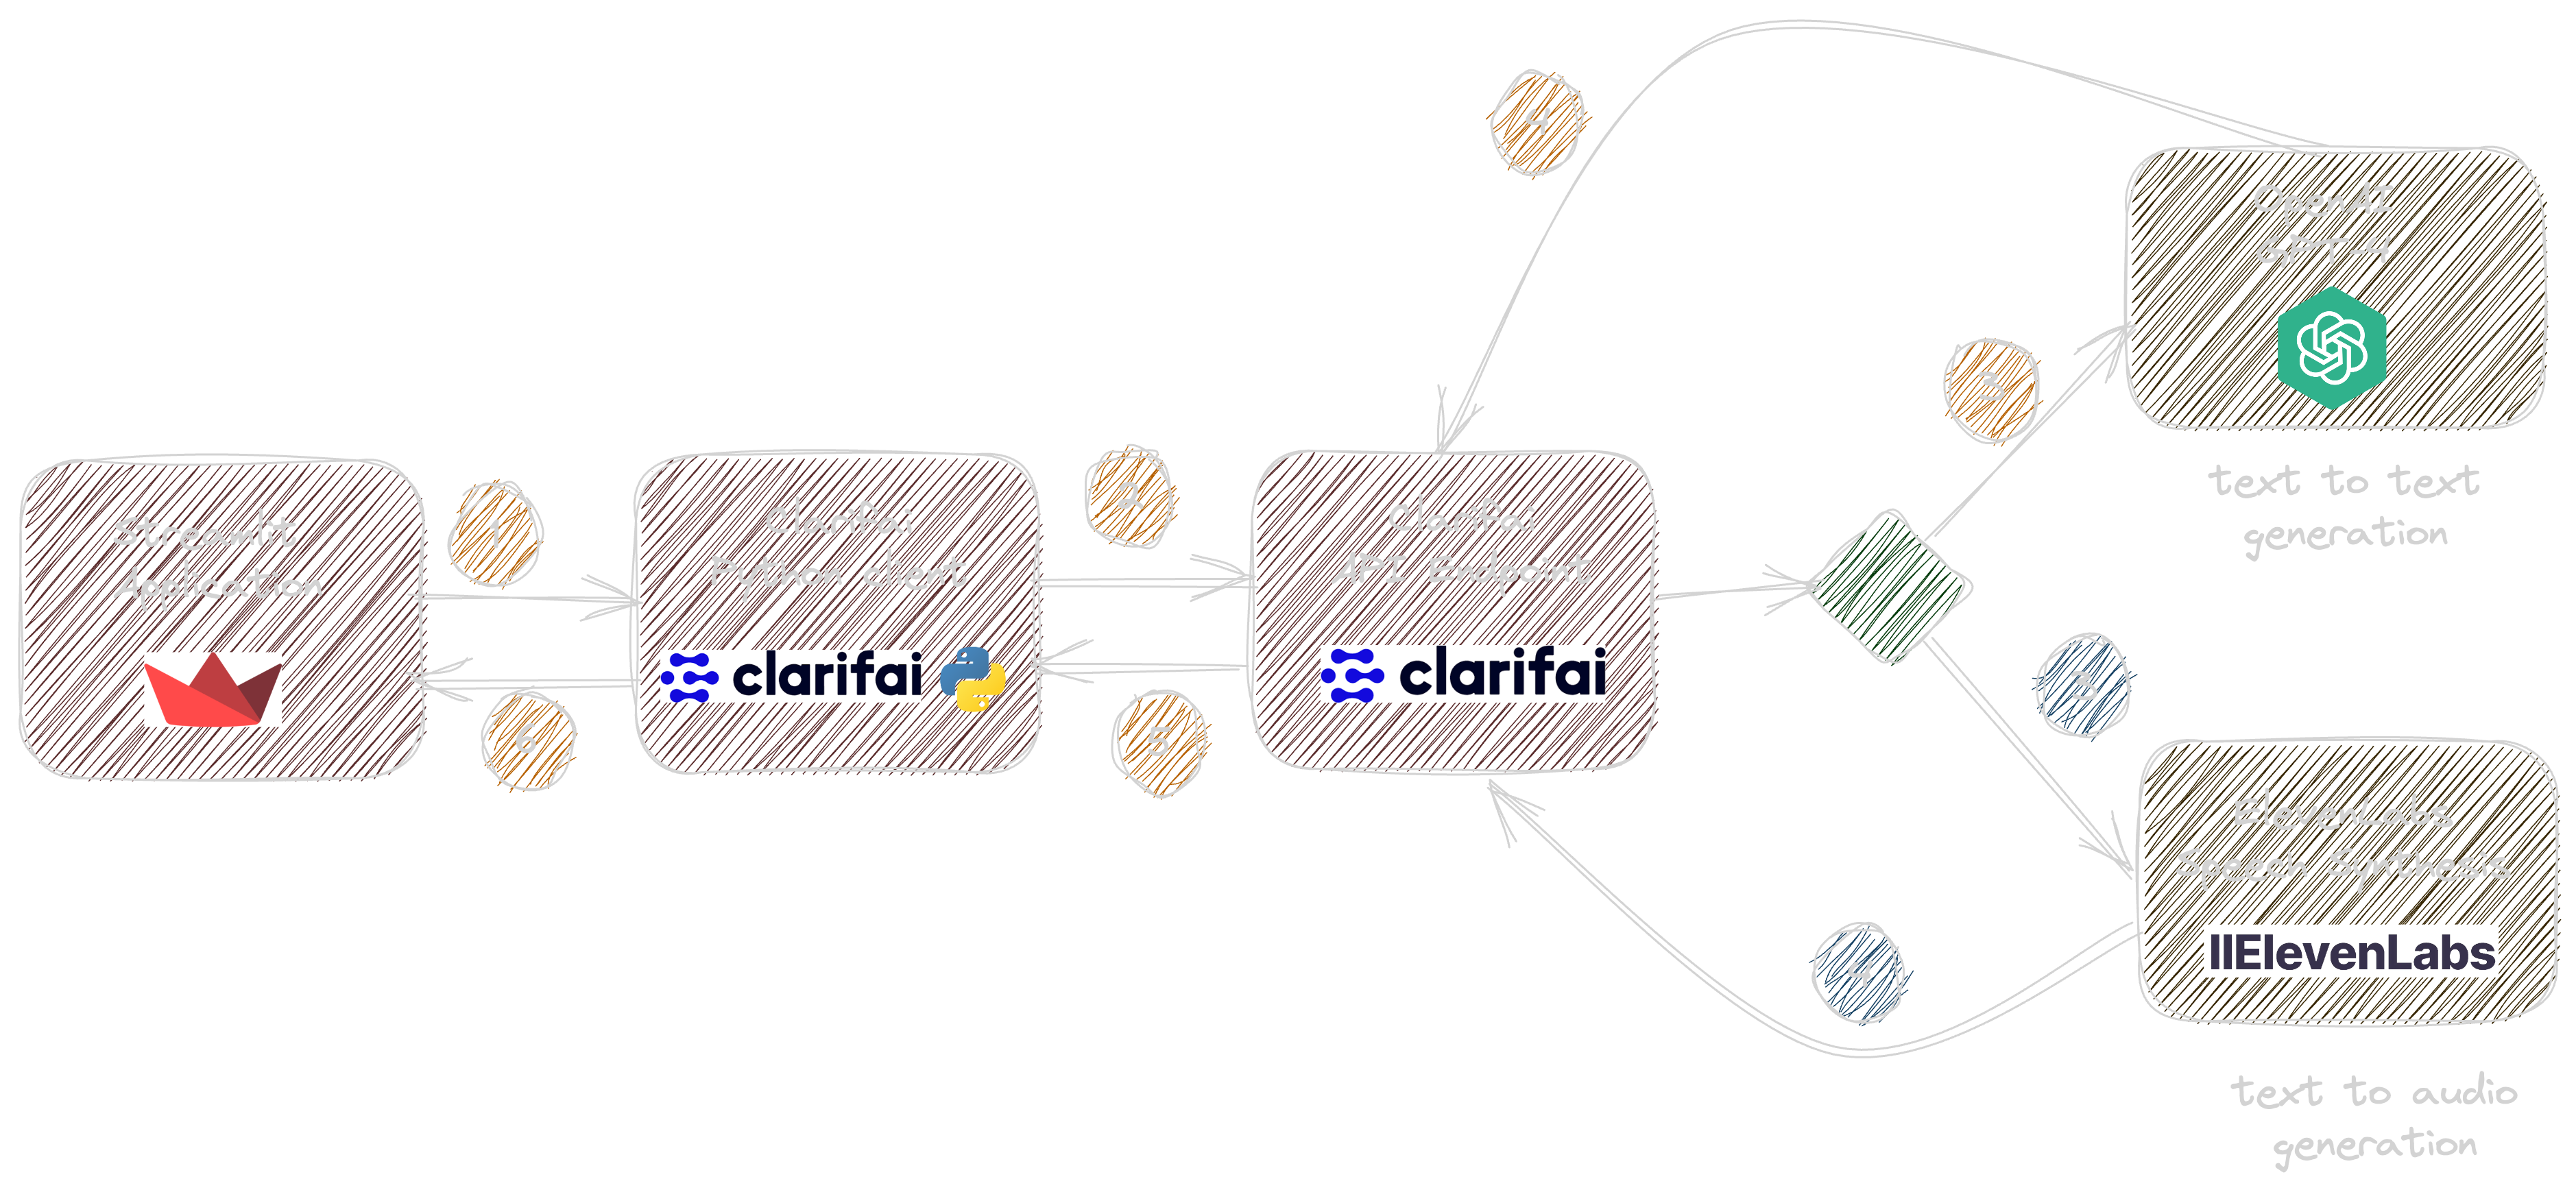 4
OpenAI
GPT-4
3
text to text
generation
1
2
Streamlit
Application
Clarifai
Python client
Clarifai
API Endpoint
clarifai
clarifai
6
5
3
ElevenLabs
Speech Synthesis
IIElevenLabs
4
text to audio
generation